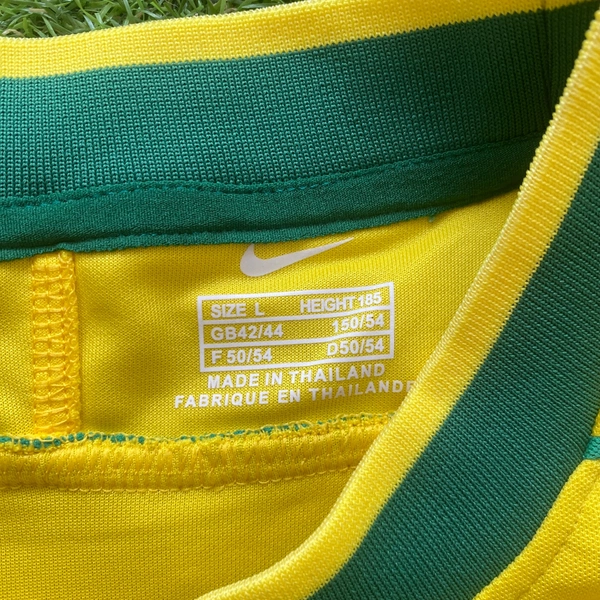 SIZE L HEIGHT 185
GB42/44 150/54
F 50/54 D50/54
MADE IN THAILAND
FABRIQUE EN THAILANDE